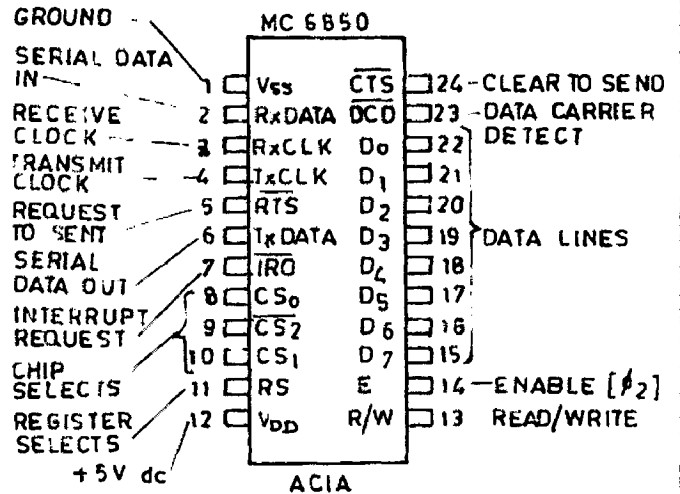 MC 6850
GROUND
SERIAL DATA
IN
RECEIVE
CLOCK
TRANSMIT
CLOCK
REQUEST
TO SENT
SERIAL
DATA OUT
INTERRUPT
REQUEST
CHIP
SELECTS
REGISTER
SELECTS
+5V dc
1 Vss CTS 24 CLEAR TO SEND
2 RxDATA DCD 23 DATA CARRIER
DETECT
3 RxCLK D0 22
4 TxCLK D1 21
5 RTS D2 20
6 TxDATA D3 19 DATA LINES
7 IRQ D4 18
8 CS0 D5 17
9 CS2 D6 16
10 CS1 D7 15
11 RS E 14 ENABLE [ϕ2]
12 VDD R/W 13 READ/WRITE
ACIA